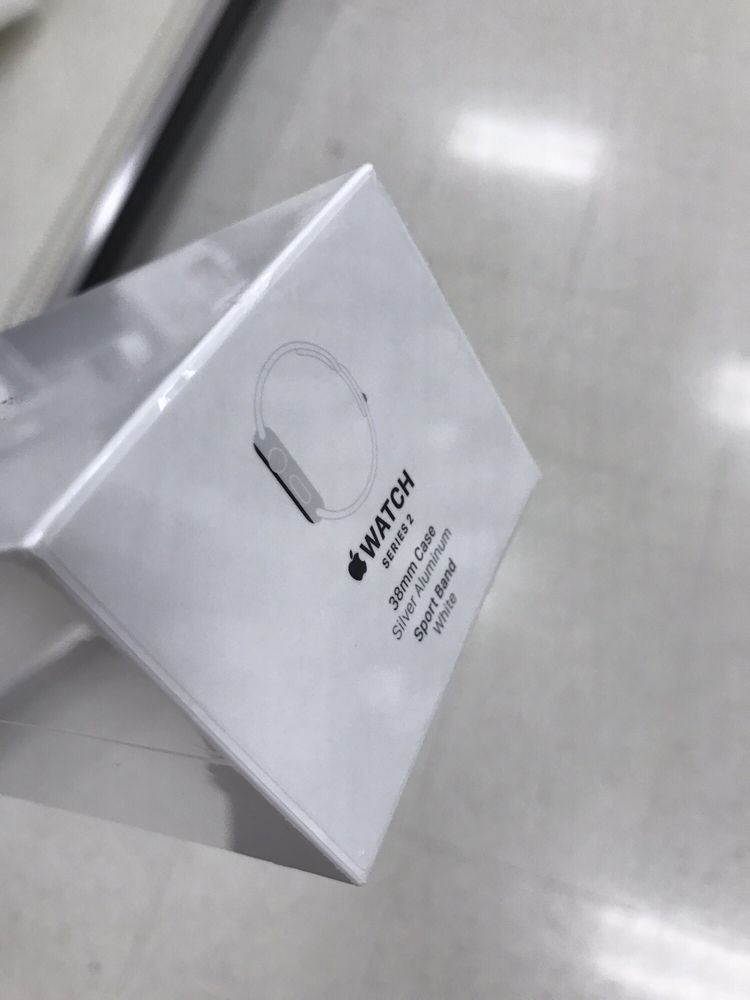 WATCH
SERIES 2
38mm Case
Silver Aluminum
Sport Band
White